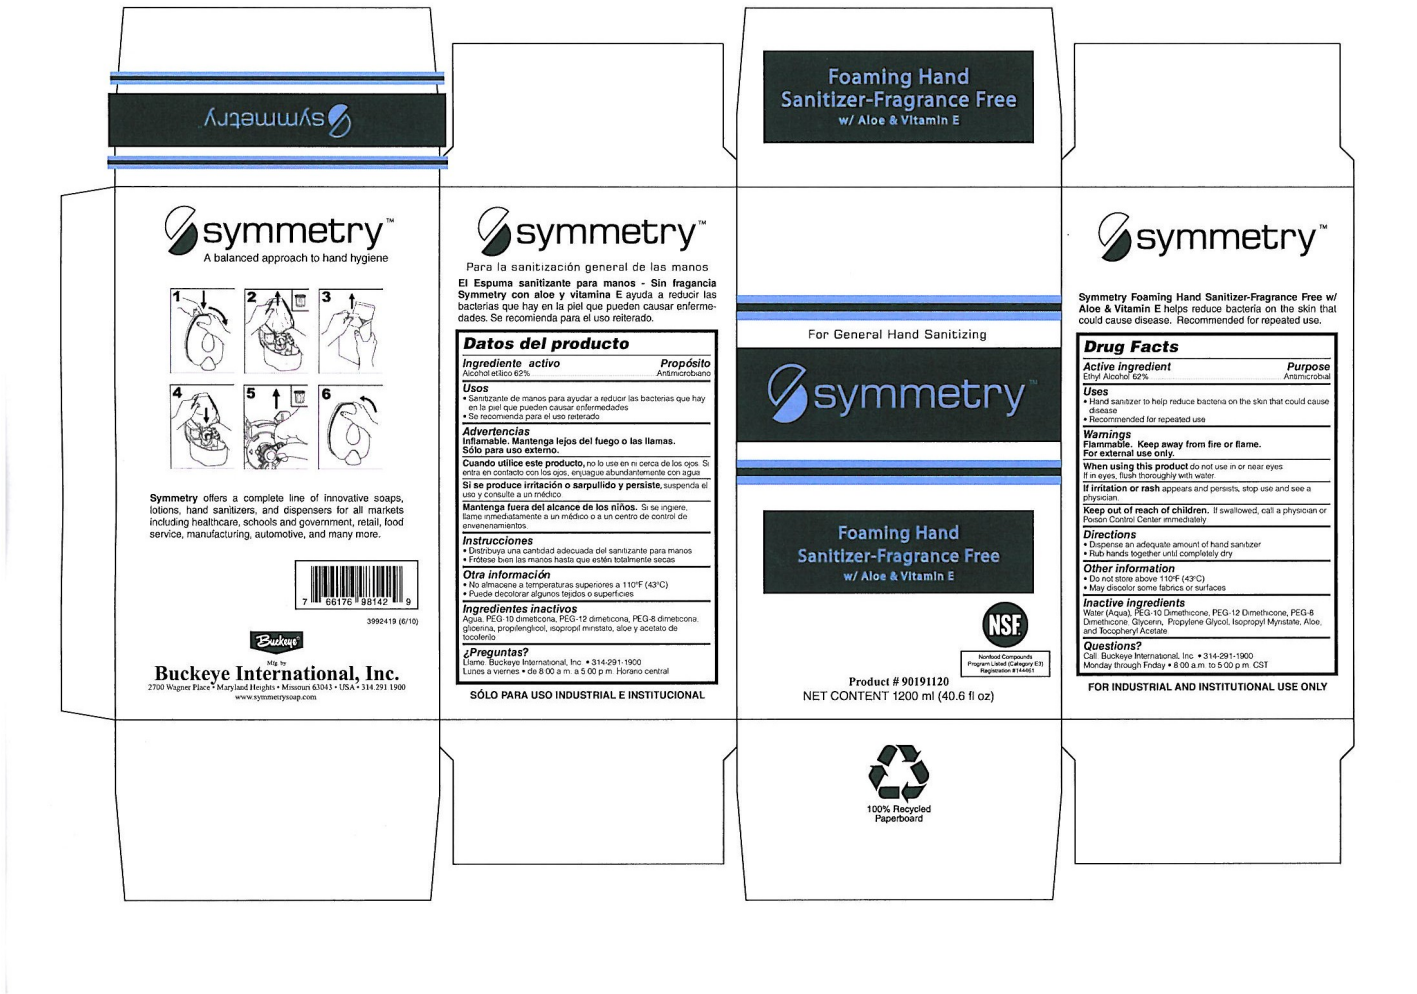 symmetry™
symmetry™
A balanced approach to hand hygiene
1
2
3
4
5
6
Symmetry offers a complete line of innovative soaps,
lotions, hand sanitizers, and dispensers for all markets
including healthcare, schools and government, retail, food
service, manufacturing, automotive, and many more.
7 66176 98142 9
3992419 (6/10)
Buckeye
Mfg by
Buckeye International, Inc.
2700 Wagner Place • Maryland Heights • Missouri 63043 • USA • 314 291 1900
www.symmetrysoap.com
symmetry™
Para la sanitización general de las manos
El Espuma sanitizante para manos - Sin fragancia
Symmetry con aloe y vitamina E ayuda a reducir las
bacterias que hay en la piel que pueden causar enferme-
dades. Se recomienda para el uso reiterado.
Datos del producto
Ingrediente activo Propósito
Alcohol etílico 62% Antimicrobiano
Usos
• Sanitizante de manos para ayudar a reducir las bacterias que hay
en la piel que pueden causar enfermedades
• Se recomenda para el uso reiterado
Advertencias
Inflamable. Mantenga lejos del fuego o las llamas.
Sólo para uso externo.
Cuando utilice este producto, no lo use en ni cerca de los ojos Si
entra en contacto con los ojos, enjuague abundantemente con agua
Si se produce irritación o sarpullido y persiste, suspenda el
uso y consulte a un médico
Mantenga fuera del alcance de los niños. Si se ingiere,
llame inmediatamente a un médico o a un centro de control de
envenenamientos
Instrucciones
• Distribuya una cantidad adecuada del sanitizante para manos
• Frótese bien las manos hasta que estén totalmente secas
Otra información
• No almacene a temperaturas superiores a 110°F (43°C)
• Puede decolorar algunos tejidos o superficies
Ingredientes inactivos
Agua, PEG-10 dimeticona, PEG-12 dimeticona, PEG-8 dimeticona,
glicerina, propilenglicol, isopropil miristato, aloe y acetato de
tocoferilo
¿Preguntas?
Llame. Buckeye International, Inc • 314-291-1900
Lunes a viernes • de 8 00 a m. a 5 00 p m Horario central
SÓLO PARA USO INDUSTRIAL E INSTITUCIONAL
Foaming Hand
Sanitizer-Fragrance Free
w/ Aloe & Vitamin E
For General Hand Sanitizing
symmetry™
Foaming Hand
Sanitizer-Fragrance Free
w/ Aloe & Vitamin E
NSF
Nonfood Compounds
Program Listed (Category E3)
Registration #144461
Product # 90191120
NET CONTENT 1200 ml (40.6 fl oz)
100% Recycled
Paperboard
symmetry™
Symmetry Foaming Hand Sanitizer-Fragrance Free w/
Aloe & Vitamin E helps reduce bacteria on the skin that
could cause disease. Recommended for repeated use.
Drug Facts
Active ingredient Purpose
Ethyl Alcohol 62% Antimicrobial
Uses
• Hand sanitizer to help reduce bacteria on the skin that could cause
disease
• Recommended for repeated use
Warnings
Flammable. Keep away from fire or flame.
For external use only.
When using this product do not use in or near eyes
If in eyes, flush thoroughly with water.
If irritation or rash appears and persists, stop use and see a
physician.
Keep out of reach of children. If swallowed, call a physician or
Poison Control Center immediately
Directions
• Dispense an adequate amount of hand sanitizer
• Rub hands together until completely dry
Other information
• Do not store above 110°F (43°C)
• May discolor some fabrics or surfaces
Inactive ingredients
Water (Aqua), PEG-10 Dimethicone, PEG-12 Dimethicone, PEG-8
Dimethicone, Glycerin, Propylene Glycol, Isopropyl Myristate, Aloe,
and Tocopheryl Acetate
Questions?
Call Buckeye International, Inc • 314-291-1900
Monday through Friday • 8 00 a.m. to 5 00 p m CST
FOR INDUSTRIAL AND INSTITUTIONAL USE ONLY